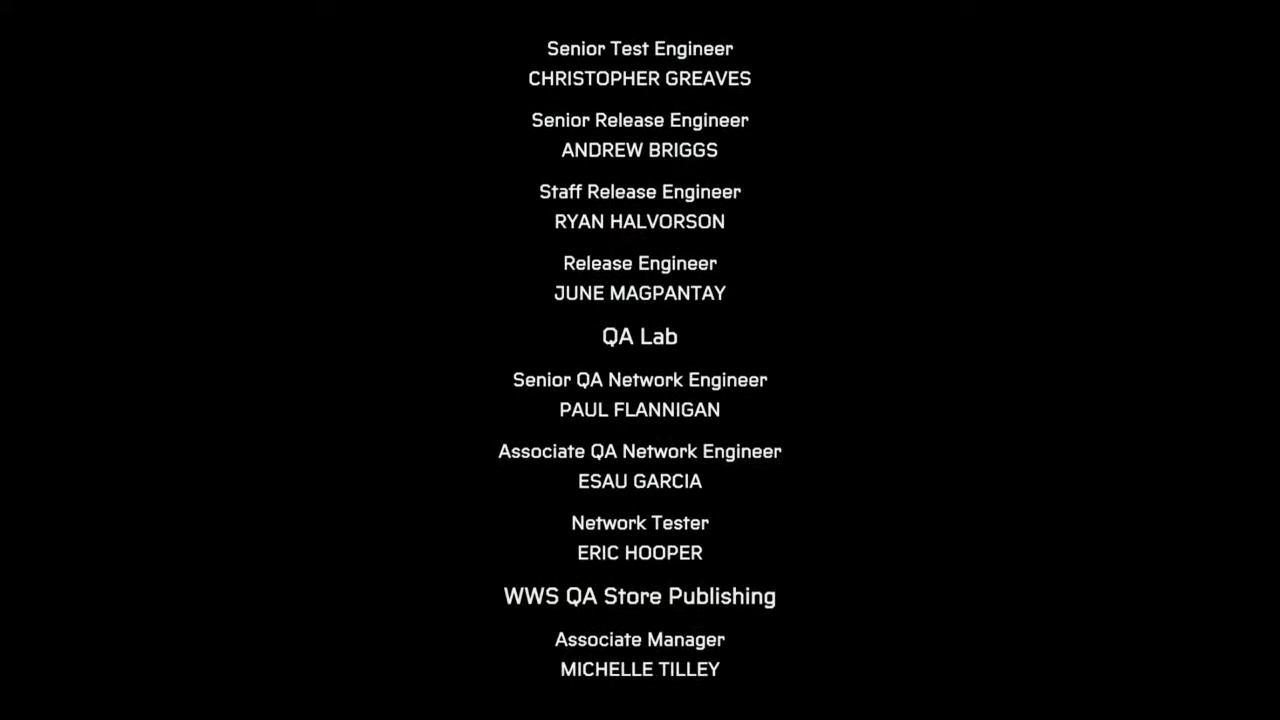 Senior Test Engineer
CHRISTOPHER GREAVES
Senior Release Engineer
ANDREW BRIGGS
Staff Release Engineer
RYAN HALVORSON
Release Engineer
JUNE MAGPANTAY
QA Lab
Senior QA Network Engineer
PAUL FLANNIGAN
Associate QA Network Engineer
ESAU GARCIA
Network Tester
ERIC HOOPER
WWS QA Store Publishing
Associate Manager
MICHELLE TILLEY